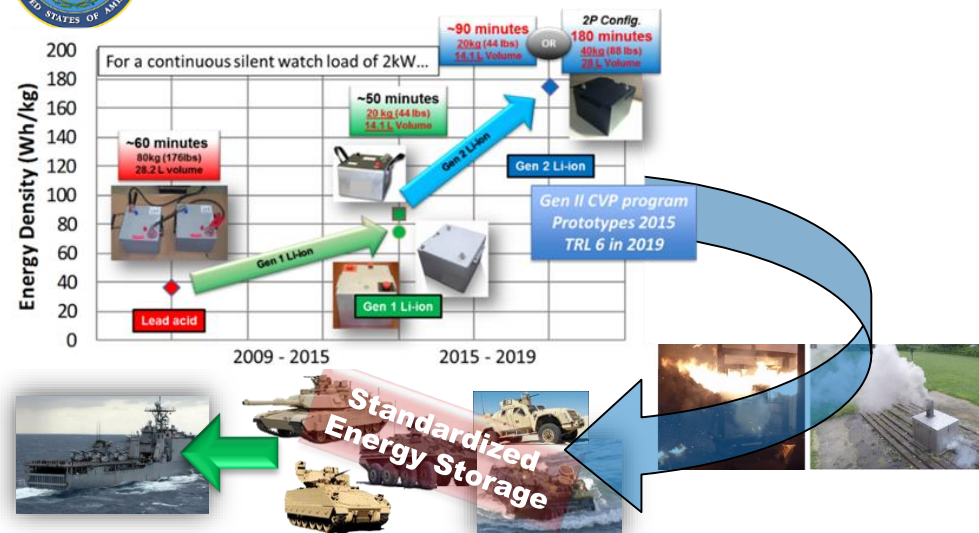 STATES OF AM
~90 minutes
20kg (44 lbs)
14.1 L Volume
OR
2P Config.
180 minutes
40kg (88 lbs)
28 L Volume
For a continuous silent watch load of 2kW...
Energy Density (Wh/kg)
200
180
160
140
120
100
80
60
40
20
0
~60 minutes
80kg (176lbs)
28.2 L volume
~50 minutes
20 kg (44 lbs)
14.1 L Volume
Gen 2 Li-ion
Gen 2 Li-ion
Gen 1 Li-ion
Lead acid
Gen 1 Li-ion
Gen II CVP program
Prototypes 2015
TRL 6 in 2019
2009 - 2015
2015 - 2019
Standardized
Energy Storage